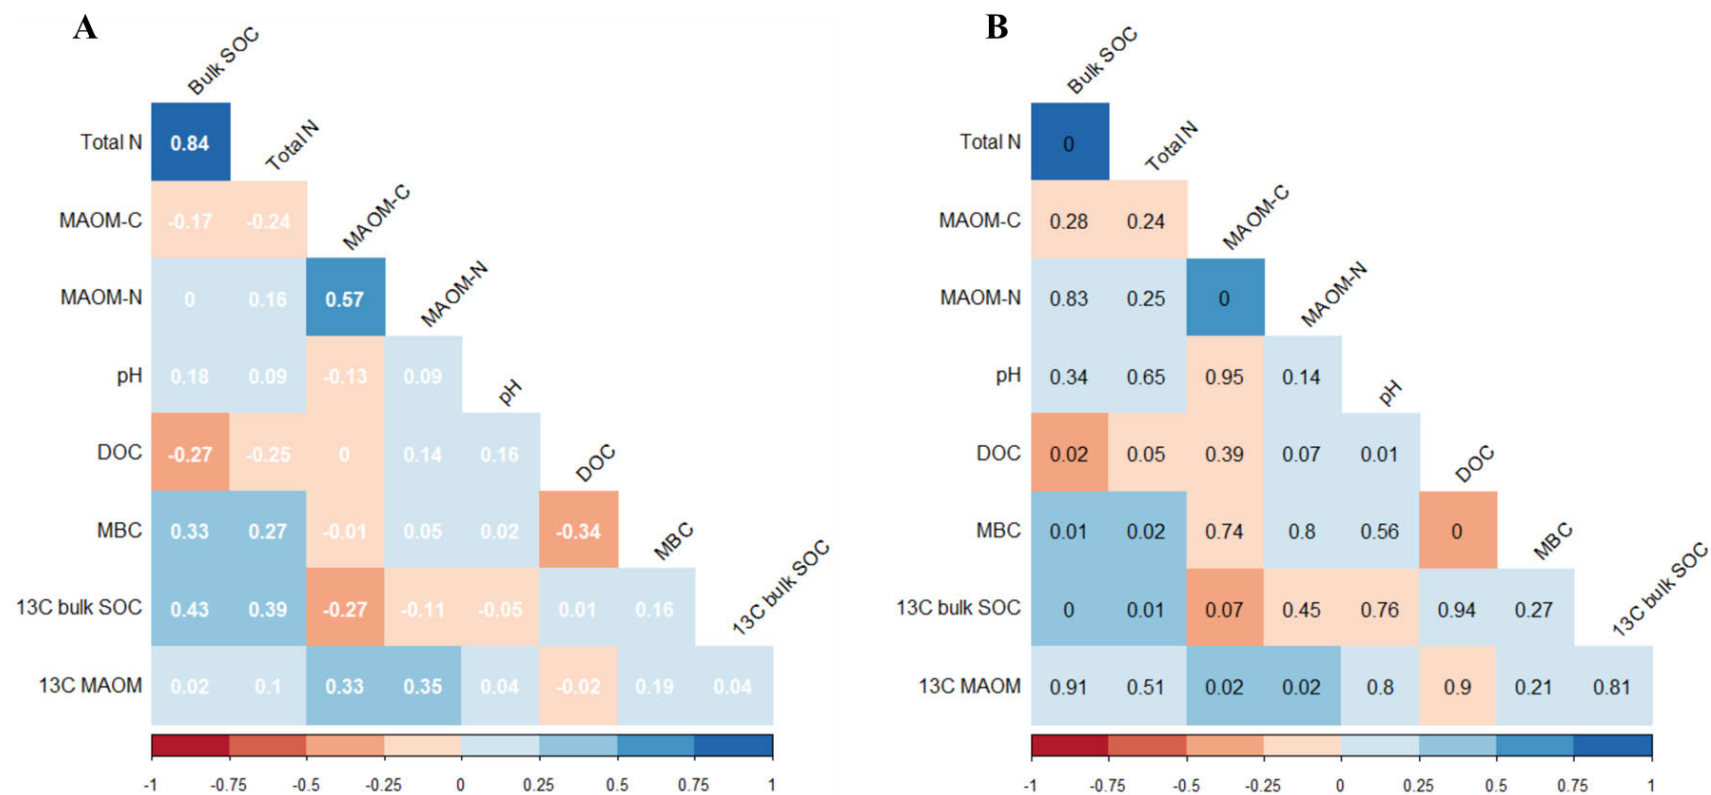 A
Bulk SOC
Total N 0.84
Total N
MAOM-C -0.17 -0.24
MAOM-C
MAOM-N 0 0.16 0.57
MAOM-N
pH 0.18 0.09 -0.13 0.09
pH
DOC -0.27 -0.25 0 0.14 0.16
DOC
MBC 0.33 0.27 -0.01 0.05 0.02 -0.34
MBC
13C bulk SOC 0.43 0.39 -0.27 -0.11 -0.05 0.01 0.16
13C bulk SOC
13C MAOM 0.02 0.1 0.33 0.35 0.04 -0.02 0.19 0.04
-1 -0.75 -0.5 -0.25 0 0.25 0.5 0.75 1
B
Bulk SOC
Total N 0
Total N
MAOM-C 0.28 0.24
MAOM-C
MAOM-N 0.83 0.25 0
MAOM-N
pH 0.34 0.65 0.95 0.14
pH
DOC 0.02 0.05 0.39 0.07 0.01
DOC
MBC 0.01 0.02 0.74 0.8 0.56 0
MBC
13C bulk SOC 0 0.01 0.07 0.45 0.76 0.94 0.27
13C bulk SOC
13C MAOM 0.91 0.51 0.02 0.02 0.8 0.9 0.21 0.81
-1 -0.75 -0.5 -0.25 0 0.25 0.5 0.75 1